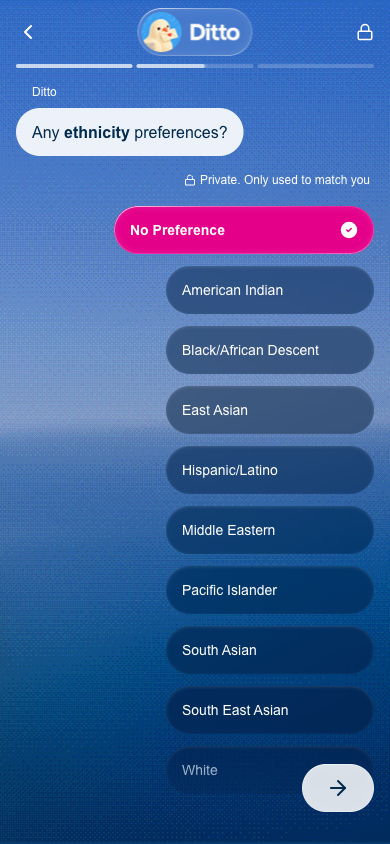 Ditto
Ditto
Any ethnicity preferences?
Private. Only used to match you
No Preference
American Indian
Black/African Descent
East Asian
Hispanic/Latino
Middle Eastern
Pacific Islander
South Asian
South East Asian
White